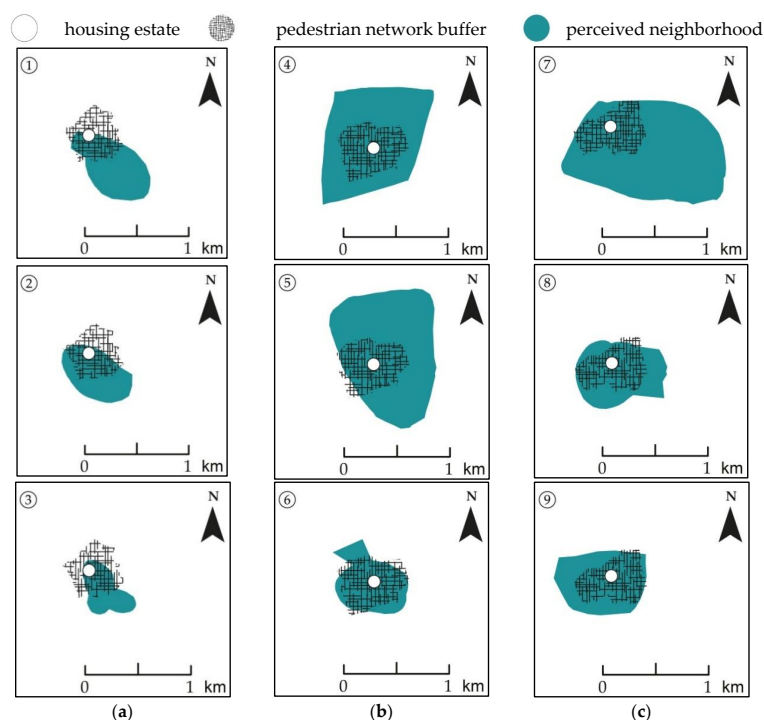 housing estate pedestrian network buffer perceived neighborhood
① N ④ N ⑦ N
0 1 km 0 1 km 0 1 km
② N ⑤ N ⑧ N
0 1 km 0 1 km 0 1 km
③ N ⑥ N ⑨ N
0 1 km 0 1 km 0 1 km
(a) (b) (c)